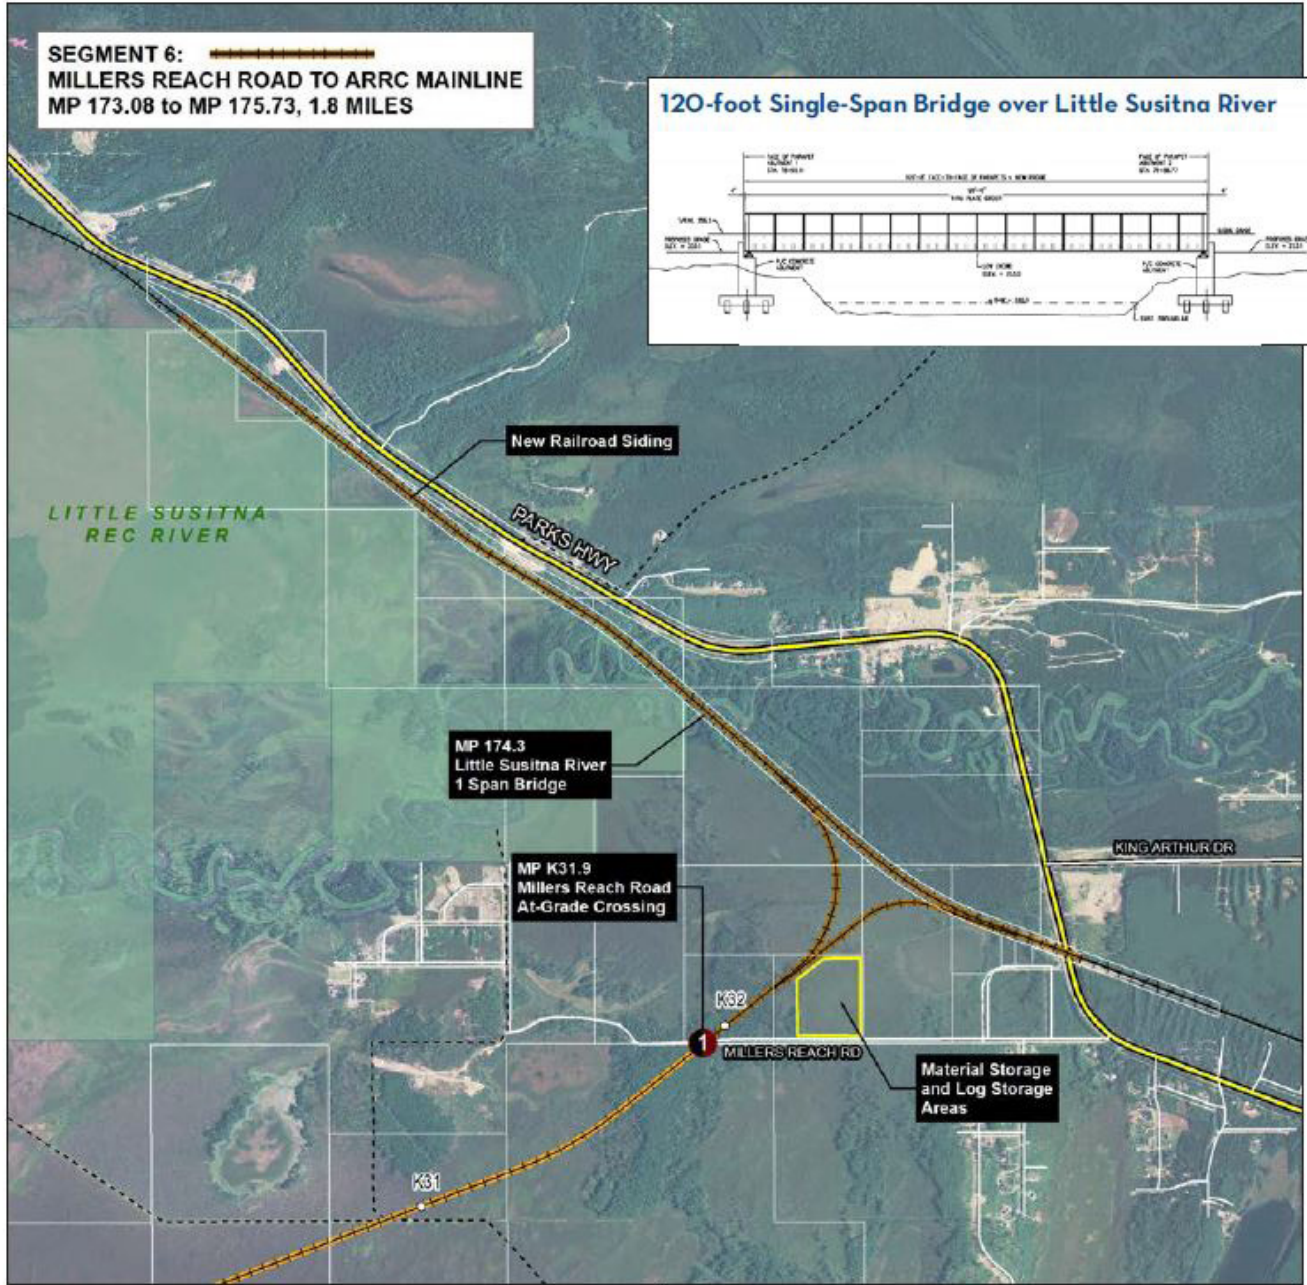 SEGMENT 6:
MILLERS REACH ROAD TO ARRC MAINLINE
MP 173.08 to MP 175.73, 1.8 MILES
120-foot Single-Span Bridge over Little Susitna River
New Railroad Siding
PARKS HWY
LITTLE SUSITNA
REC RIVER
MP 174.3
Little Susitna River
1 Span Bridge
KING ARTHUR DR
MP K31.9
Millers Reach Road
At-Grade Crossing
K32
1
MILLERS REACH RD
Material Storage
and Log Storage
Areas
K31